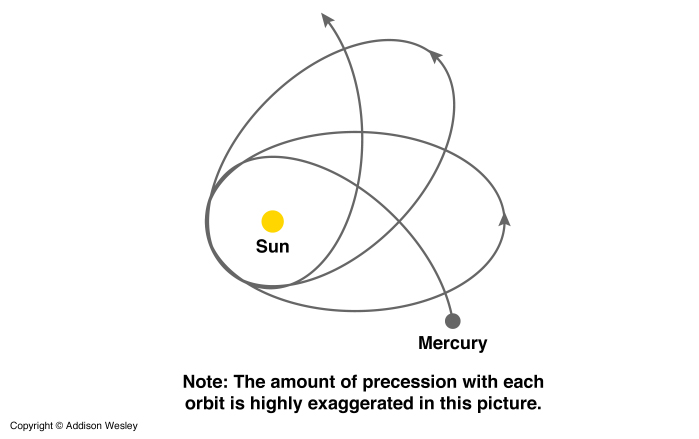 Sun
Mercury
Note: The amount of precession with each
orbit is highly exaggerated in this picture.
Copyright © Addison Wesley